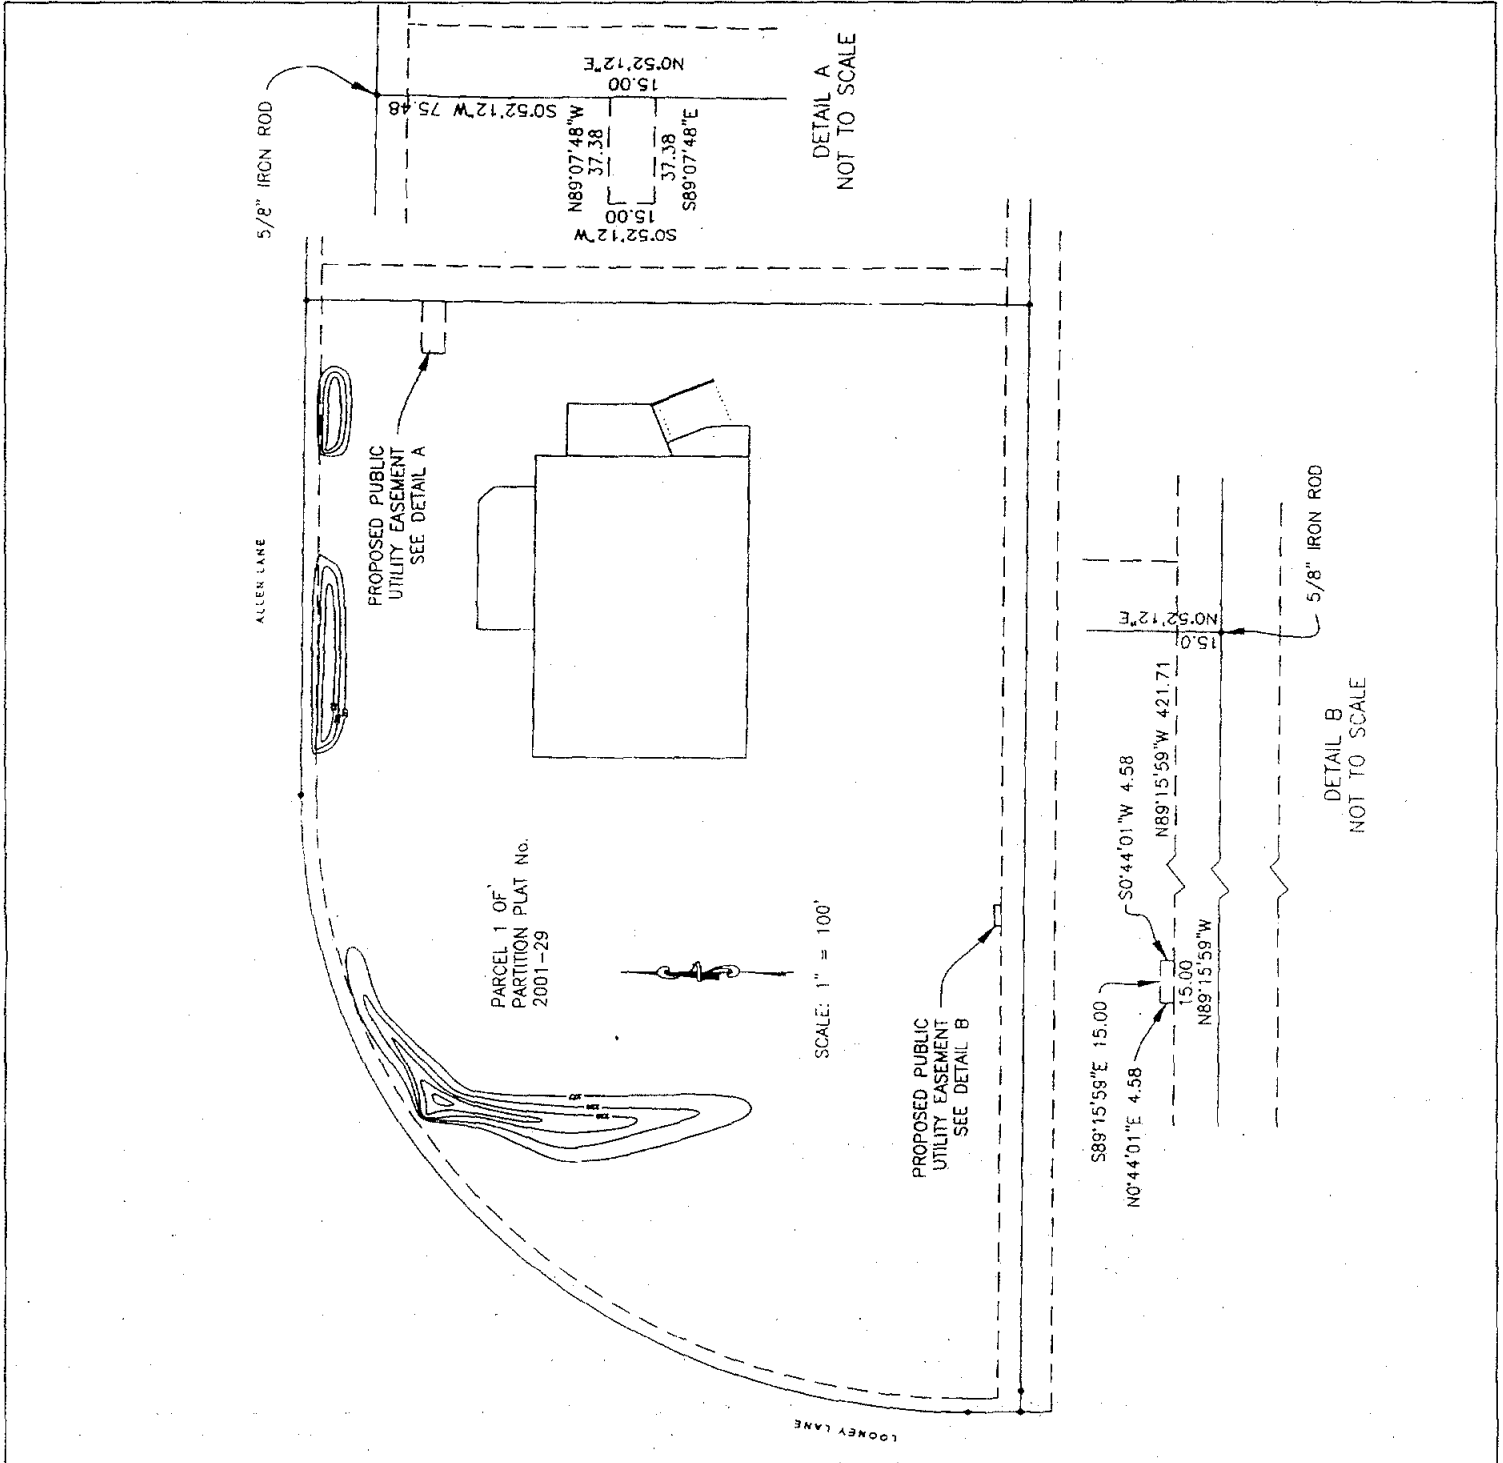 5/8" IRON ROD
S0°52'12"W 75.48
N0°52'12"E
15.00
N89°07'48"W
37.38
37.38
S89°07'48"E
S0°52'12"W
15.00
DETAIL A
NOT TO SCALE
ALLEN LANE
PROPOSED PUBLIC
UTILITY EASEMENT
SEE DETAIL A
PARCEL 1 OF
PARTITION PLAT No.
2001-29
SCALE: 1" = 100'
PROPOSED PUBLIC
UTILITY EASEMENT
SEE DETAIL B
LOONEY LANE
N0°52'12"E
15.0
5/8" IRON ROD
N89°15'59"W 421.71
S0°44'01"W 4.58
S89°15'59"E 15.00
N0°44'01"E 4.58
15.00
N89°15'59"W
DETAIL B
NOT TO SCALE